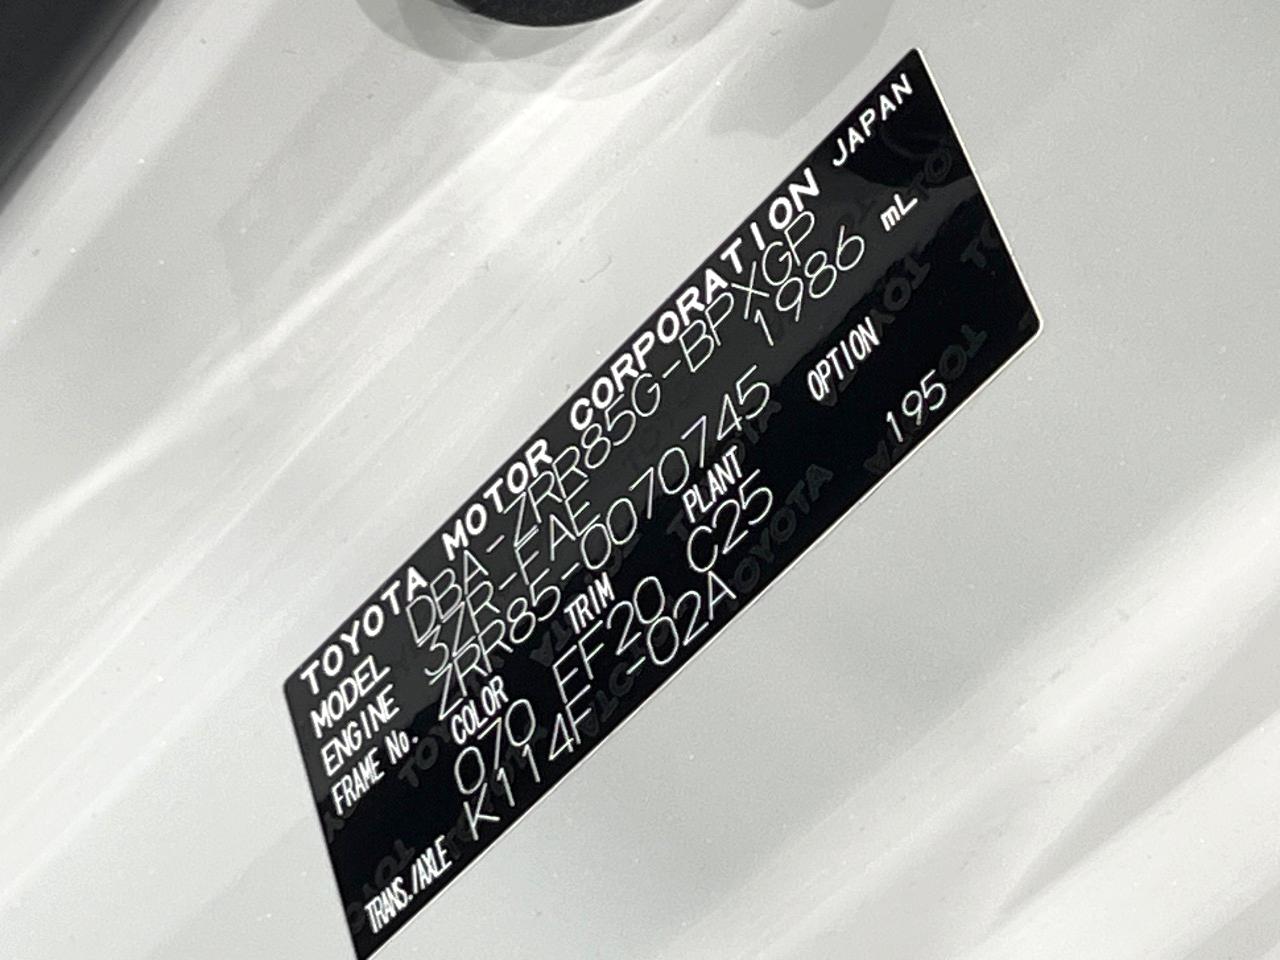 TOYOTA MOTOR CORPORATION JAPAN
MODEL DBA-ZRR85G-BPXGP
ENGINE 3ZR-FAE 1986 mL
FRAME No. ZRR85-0070745
COLOR TRIM PLANT OPTION
070 EF20 C25
TRANS./AXLE K114F -02A 195